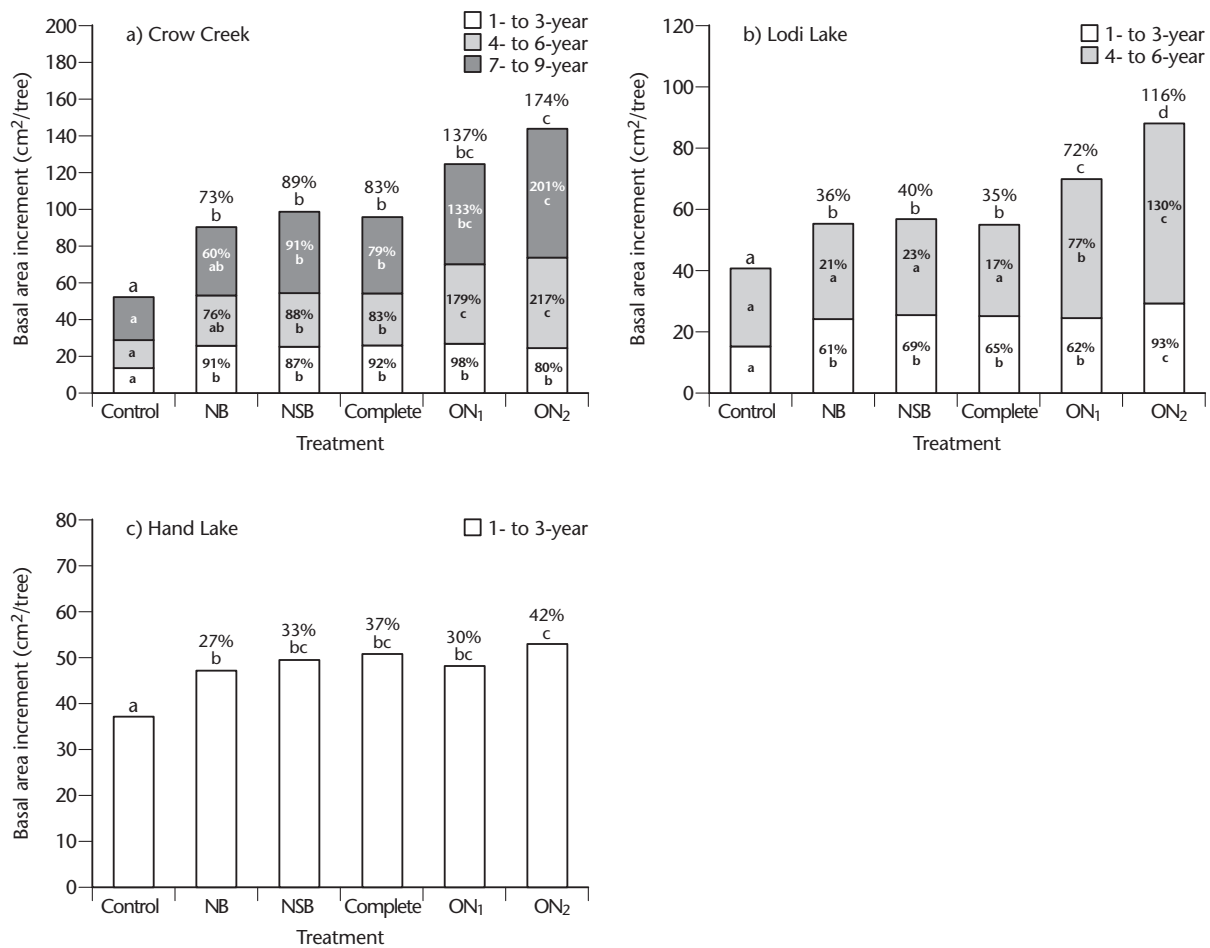 a) Crow Creek
1- to 3-year
4- to 6-year
7- to 9-year
Basal area increment (cm²/tree)
200
180
160
140
120
100
80
60
40
20
0
a
a
a
a
73%
b
60%
ab
76%
ab
91%
b
89%
b
91%
b
88%
b
87%
b
83%
b
79%
b
83%
b
92%
b
137%
bc
133%
bc
179%
c
98%
b
174%
c
201%
c
217%
c
80%
b
Control NB NSB Complete ON₁ ON₂
Treatment
b) Lodi Lake
1- to 3-year
4- to 6-year
Basal area increment (cm²/tree)
120
100
80
60
40
20
0
a
a
a
36%
b
21%
a
61%
b
40%
b
23%
a
69%
b
35%
b
17%
a
65%
b
72%
c
77%
b
62%
b
116%
d
130%
c
93%
c
Control NB NSB Complete ON₁ ON₂
Treatment
c) Hand Lake
1- to 3-year
Basal area increment (cm²/tree)
80
70
60
50
40
30
20
10
0
a
27%
b
33%
bc
37%
bc
30%
bc
42%
c
Control NB NSB Complete ON₁ ON₂
Treatment